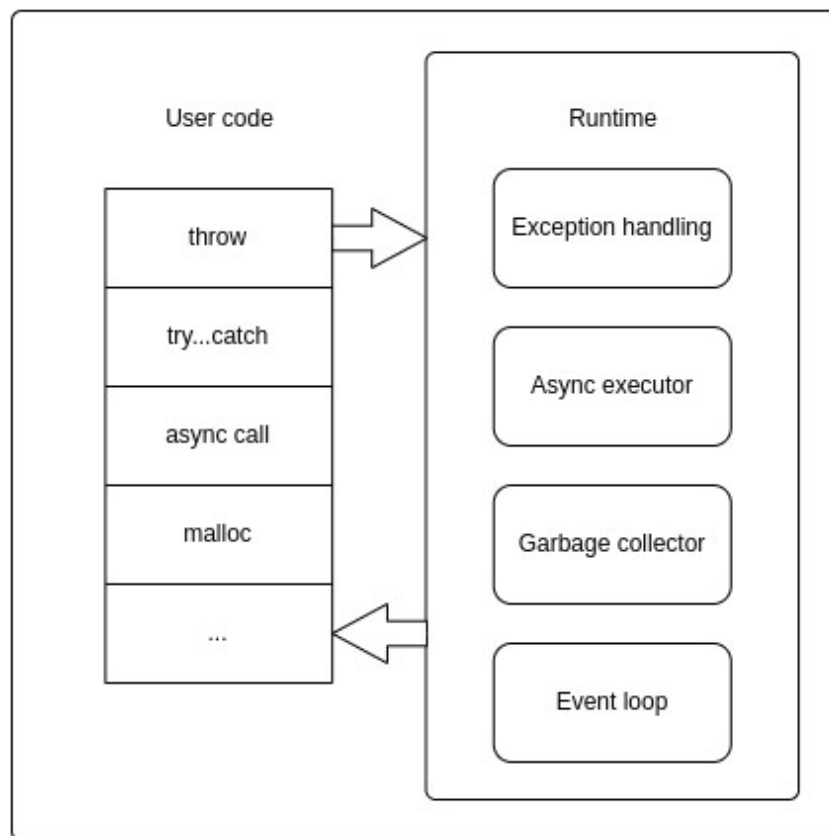 User code
throw
try...catch
async call
malloc
...
Runtime
Exception handling
Async executor
Garbage collector
Event loop